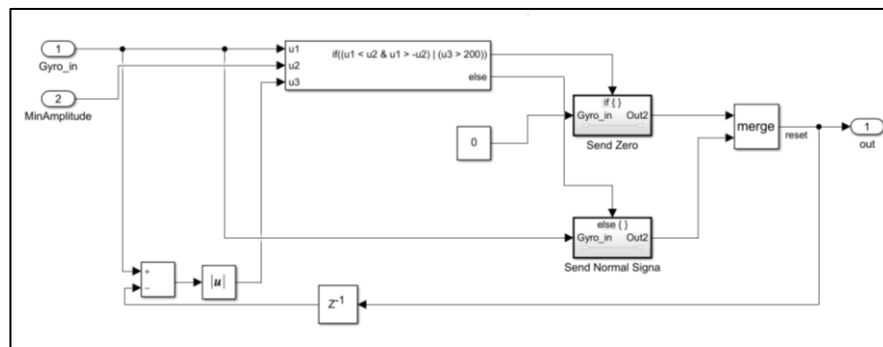 1
Gyro_in
2
MinAmplitude
u1
u2
u3
if((u1 < u2 & u1 > -u2) | (u3 > 200))
else
0
if { }
Gyro_in Out2
Send Zero
else { }
Gyro_in Out2
Send Normal Signa
merge
reset
1
out
+
−
|u|
Z-1